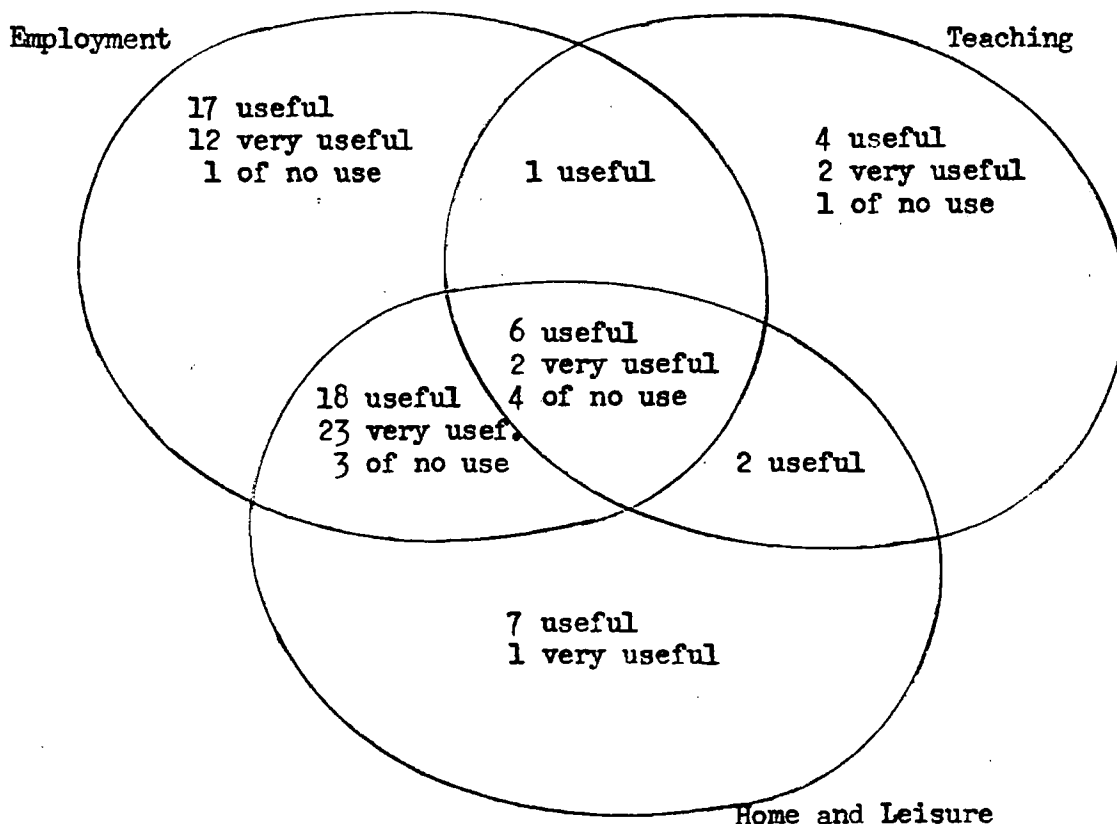 Employment
Teaching
17 useful
12 very useful
1 of no use
1 useful
4 useful
2 very useful
1 of no use
6 useful
2 very useful
4 of no use
18 useful
23 very usef.
3 of no use
2 useful
7 useful
1 very useful
Home and Leisure